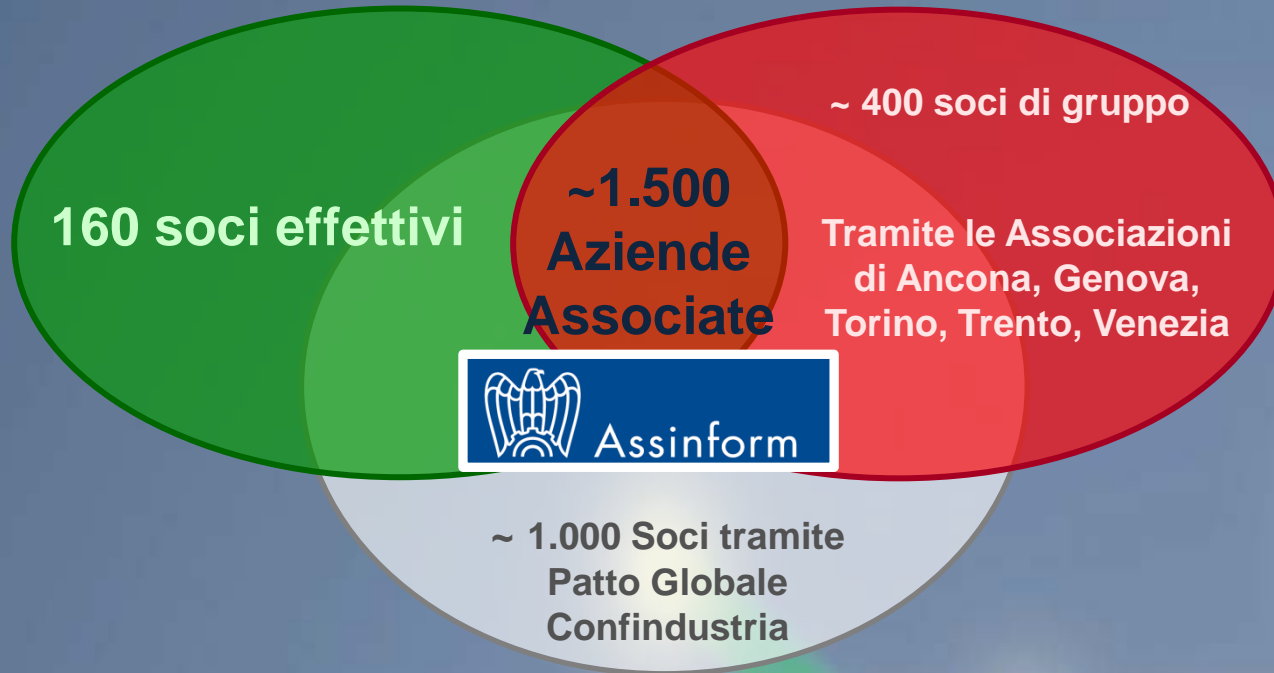 160 soci effettivi
~1.500
Aziende
Associate
~ 400 soci di gruppo
Tramite le Associazioni
di Ancona, Genova,
Torino, Trento, Venezia
Assinform
~ 1.000 Soci tramite
Patto Globale
Confindustria